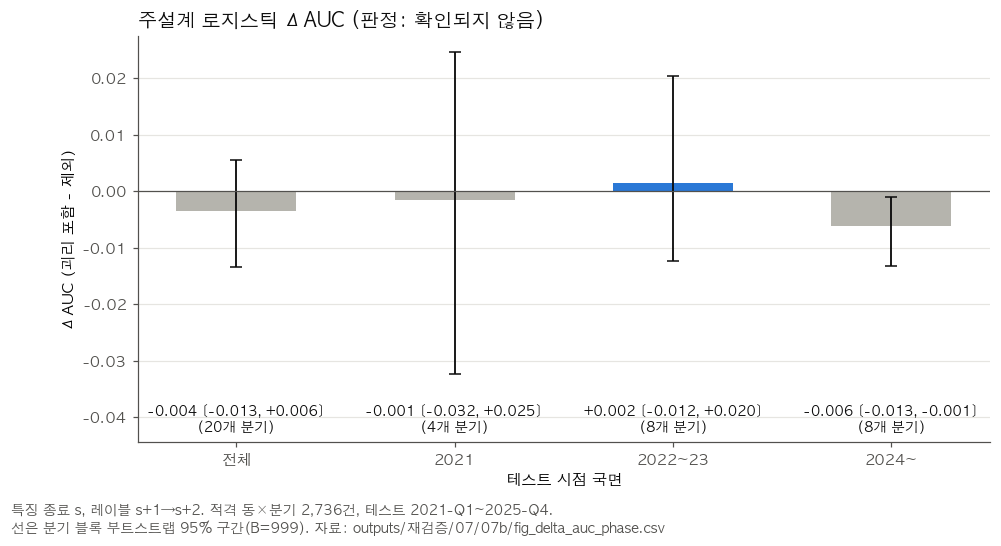 주설계 로지스틱 Δ AUC (판정: 확인되지 않음)
Δ AUC (괴리 포함 - 제외)
0.02
0.01
0.00
-0.01
-0.02
-0.03
-0.04
-0.004 [-0.013, +0.006]
(20개 분기)
-0.001 [-0.032, +0.025]
(4개 분기)
+0.002 [-0.012, +0.020]
(8개 분기)
-0.006 [-0.013, -0.001]
(8개 분기)
전체
2021
2022~23
2024~
테스트 시점 국면
특징 종료 s, 레이블 s+1→s+2. 적격 동×분기 2,736건, 테스트 2021-Q1~2025-Q4.
선은 분기 블록 부트스트랩 95% 구간(B=999). 자료: outputs/재검증/07/07b/fig_delta_auc_phase.csv